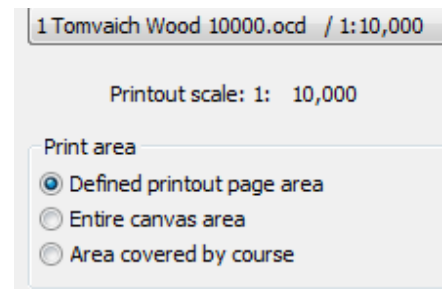 1 Tomvaich Wood 10000.ocd / 1:10,000
Printout scale: 1: 10,000
Print area
Defined printout page area
Entire canvas area
Area covered by course